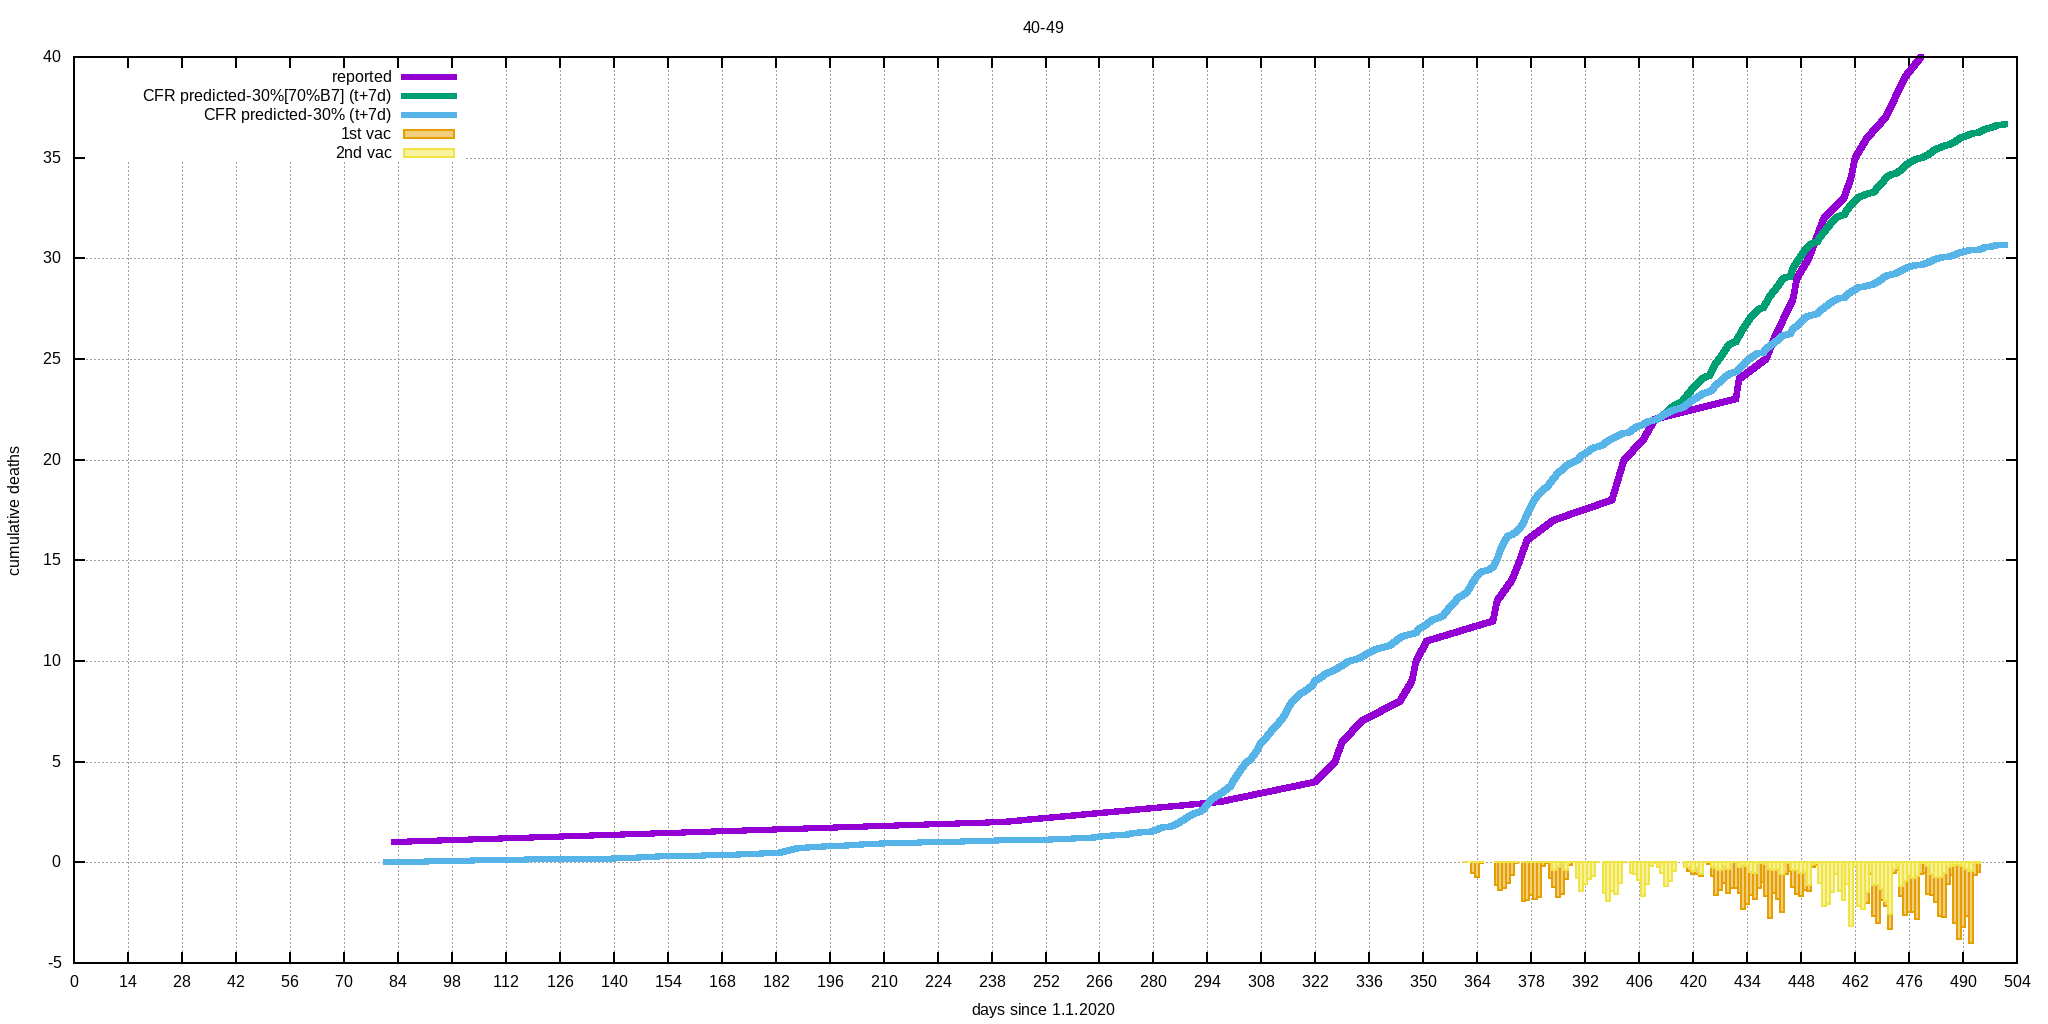 40-49
40
35
30
25
20
15
10
5
0
-5
cumulative deaths
reported
CFR predicted-30%[70%B7] (t+7d)
CFR predicted-30% (t+7d)
1st vac
2nd vac
0 14 28 42 56 70 84 98 112 126 140 154 168 182 196 210 224 238 252 266 280 294 308 322 336 350 364 378 392 406 420 434 448 462 476 490 504
days since 1.1.2020